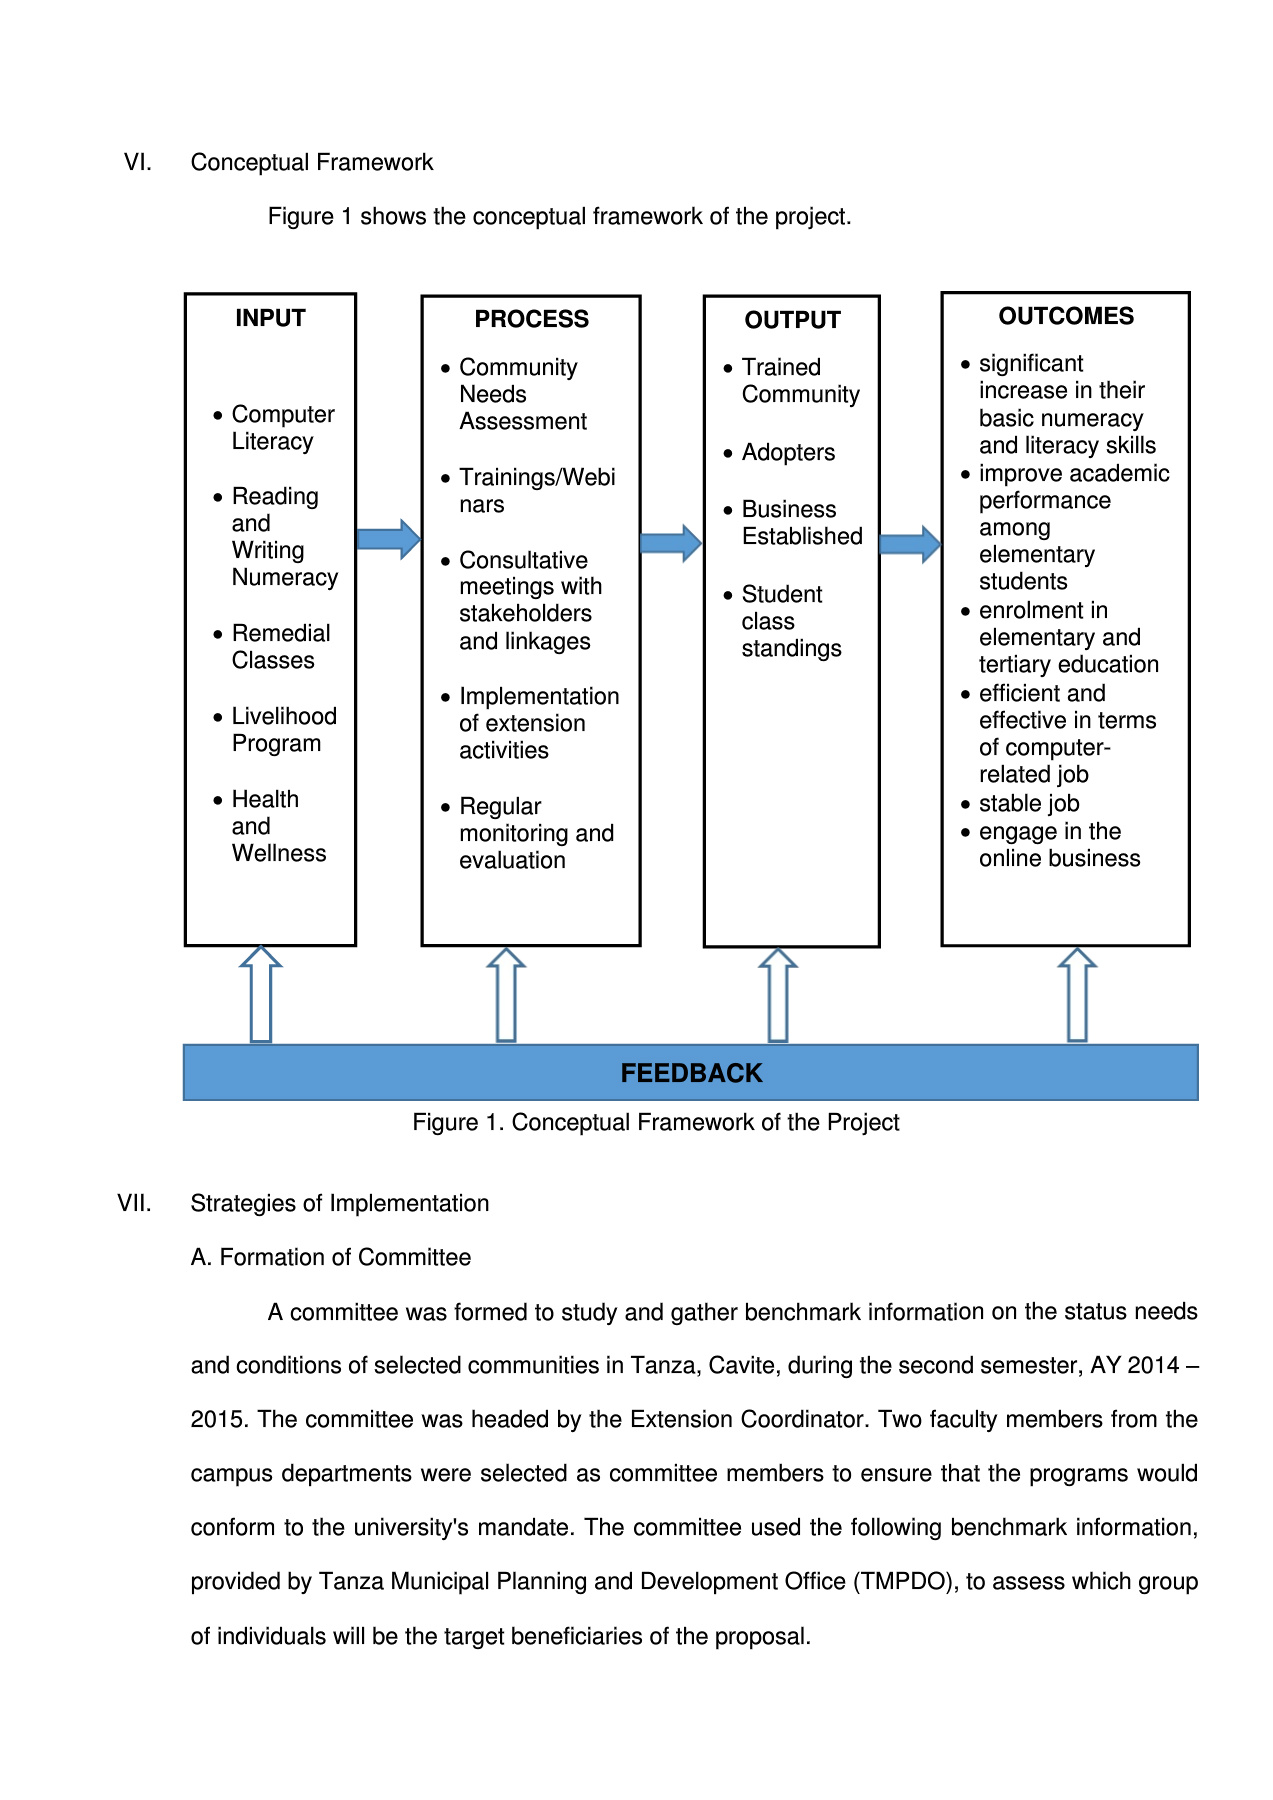 VI. Conceptual Framework
Figure 1 shows the conceptual framework of the project.
INPUT
• Computer
Literacy
• Reading
and
Writing
Numeracy
• Remedial
Classes
• Livelihood
Program
• Health
and
Wellness
PROCESS
• Community
Needs
Assessment
• Trainings/Webi
nars
• Consultative
meetings with
stakeholders
and linkages
• Implementation
of extension
activities
• Regular
monitoring and
evaluation
OUTPUT
• Trained
Community
• Adopters
• Business
Established
• Student
class
standings
OUTCOMES
• significant
increase in their
basic numeracy
and literacy skills
• improve academic
performance
among
elementary
students
• enrolment in
elementary and
tertiary education
• efficient and
effective in terms
of computer-
related job
• stable job
• engage in the
online business
FEEDBACK
Figure 1. Conceptual Framework of the Project
VII. Strategies of Implementation
A. Formation of Committee
A committee was formed to study and gather benchmark information on the status needs
and conditions of selected communities in Tanza, Cavite, during the second semester, AY 2014 –
2015. The committee was headed by the Extension Coordinator. Two faculty members from the
campus departments were selected as committee members to ensure that the programs would
conform to the university's mandate. The committee used the following benchmark information,
provided by Tanza Municipal Planning and Development Office (TMPDO), to assess which group
of individuals will be the target beneficiaries of the proposal.